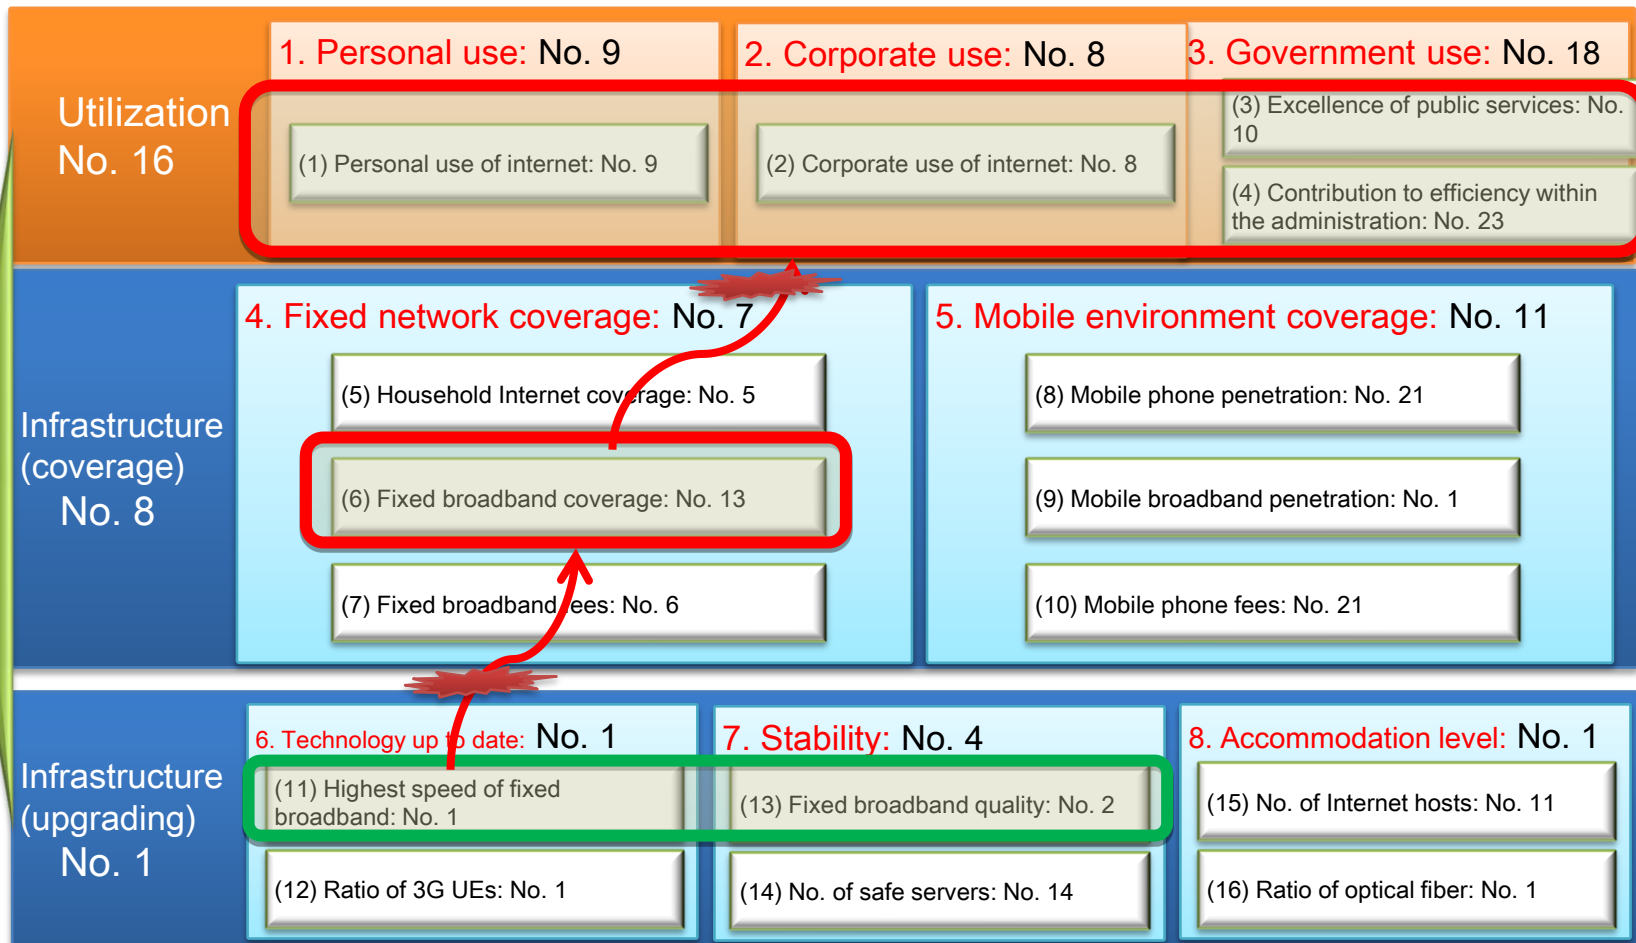 Utilization
No. 16
1. Personal use: No. 9
(1) Personal use of internet: No. 9
2. Corporate use: No. 8
(2) Corporate use of internet: No. 8
3. Government use: No. 18
(3) Excellence of public services: No.
10
(4) Contribution to efficiency within
the administration: No. 23
Infrastructure
(coverage)
No. 8
4. Fixed network coverage: No. 7
(5) Household Internet coverage: No. 5
(6) Fixed broadband coverage: No. 13
(7) Fixed broadband fees: No. 6
5. Mobile environment coverage: No. 11
(8) Mobile phone penetration: No. 21
(9) Mobile broadband penetration: No. 1
(10) Mobile phone fees: No. 21
Infrastructure
(upgrading)
No. 1
6. Technology up to date: No. 1
(11) Highest speed of fixed
broadband: No. 1
(12) Ratio of 3G UEs: No. 1
7. Stability: No. 4
(13) Fixed broadband quality: No. 2
(14) No. of safe servers: No. 14
8. Accommodation level: No. 1
(15) No. of Internet hosts: No. 11
(16) Ratio of optical fiber: No. 1